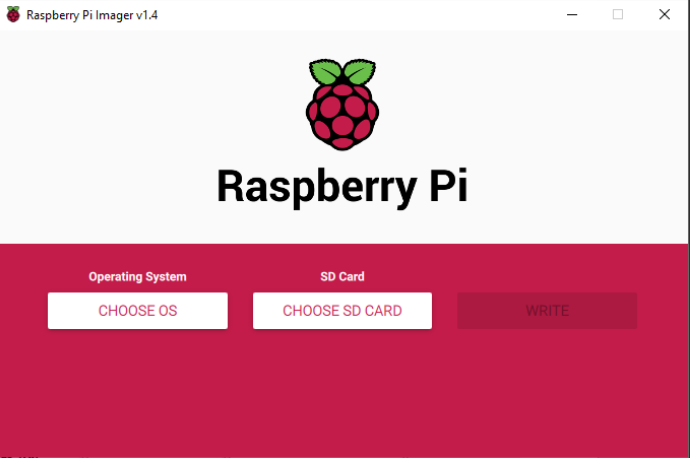 Raspberry Pi Imager v1.4
Raspberry Pi
Operating System
SD Card
CHOOSE OS
CHOOSE SD CARD
WRITE